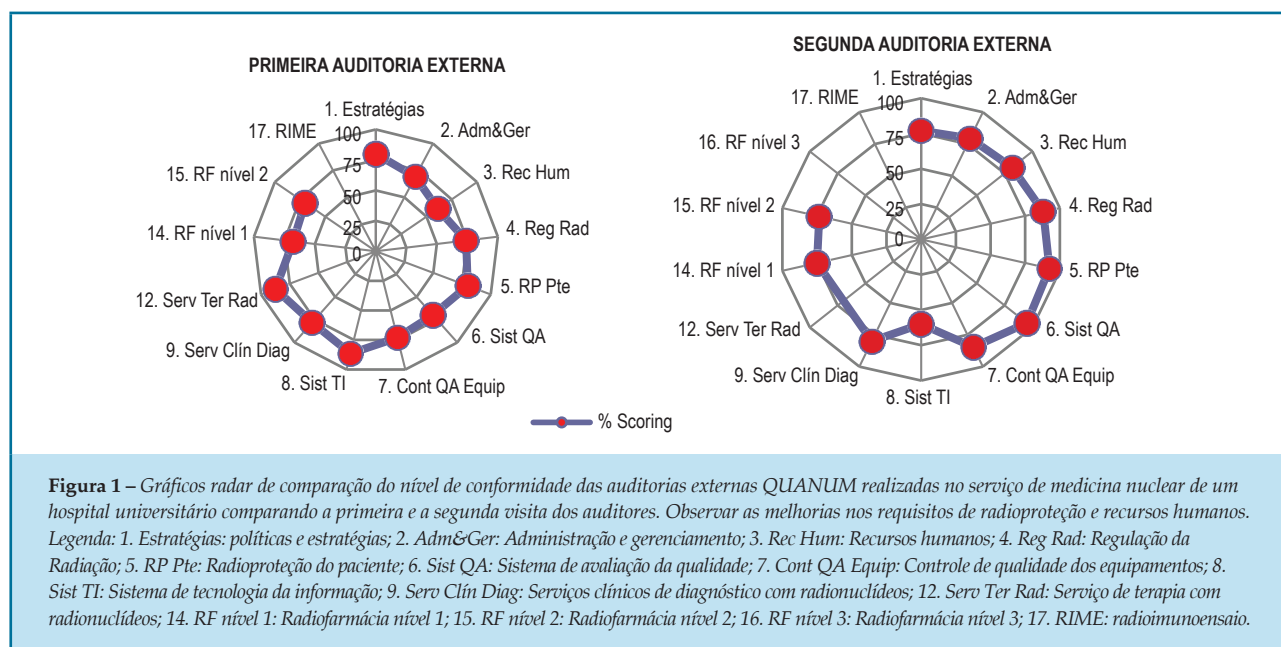 PRIMEIRA AUDITORIA EXTERNA
1. Estratégias
2. Adm&Ger
3. Rec Hum
4. Reg Rad
5. RP Pte
6. Sist QA
7. Cont QA Equip
8. Sist TI
9. Serv Clín Diag
12. Serv Ter Rad
14. RF nível 1
15. RF nível 2
17. RIME
100
75
50
25
0
SEGUNDA AUDITORIA EXTERNA
1. Estratégias
2. Adm&Ger
3. Rec Hum
4. Reg Rad
5. RP Pte
6. Sist QA
7. Cont QA Equip
8. Sist TI
9. Serv Clín Diag
12. Serv Ter Rad
14. RF nível 1
15. RF nível 2
16. RF nível 3
17. RIME
100
75
50
25
0
% Scoring
Figura 1 – Gráficos radar de comparação do nível de conformidade das auditorias externas QUANUM realizadas no serviço de medicina nuclear de um
hospital universitário comparando a primeira e a segunda visita dos auditores. Observar as melhorias nos requisitos de radioproteção e recursos humanos.
Legenda: 1. Estratégias: políticas e estratégias; 2. Adm&Ger: Administração e gerenciamento; 3. Rec Hum: Recursos humanos; 4. Reg Rad: Regulação da
Radiação; 5. RP Pte: Radioproteção do paciente; 6. Sist QA: Sistema de avaliação da qualidade; 7. Cont QA Equip: Controle de qualidade dos equipamentos; 8.
Sist TI: Sistema de tecnologia da informação; 9. Serv Clín Diag: Serviços clínicos de diagnóstico com radionuclídeos; 12. Serv Ter Rad: Serviço de terapia com
radionuclídeos; 14. RF nível 1: Radiofarmácia nível 1; 15. RF nível 2: Radiofarmácia nível 2; 16. RF nível 3: Radiofarmácia nível 3; 17. RIME: radioimunoensaio.